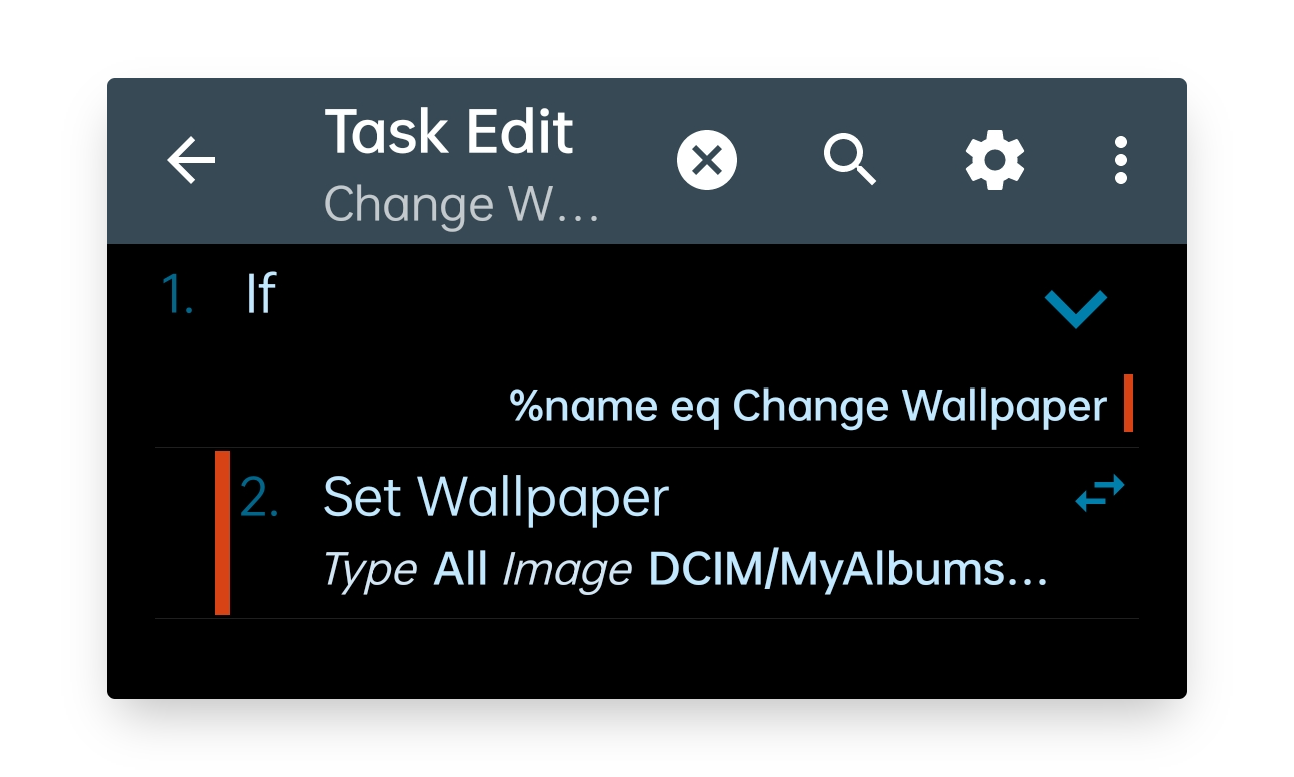 Task Edit
Change W...
1. If
%name eq Change Wallpaper
2. Set Wallpaper
Type All Image DCIM/MyAlbums...